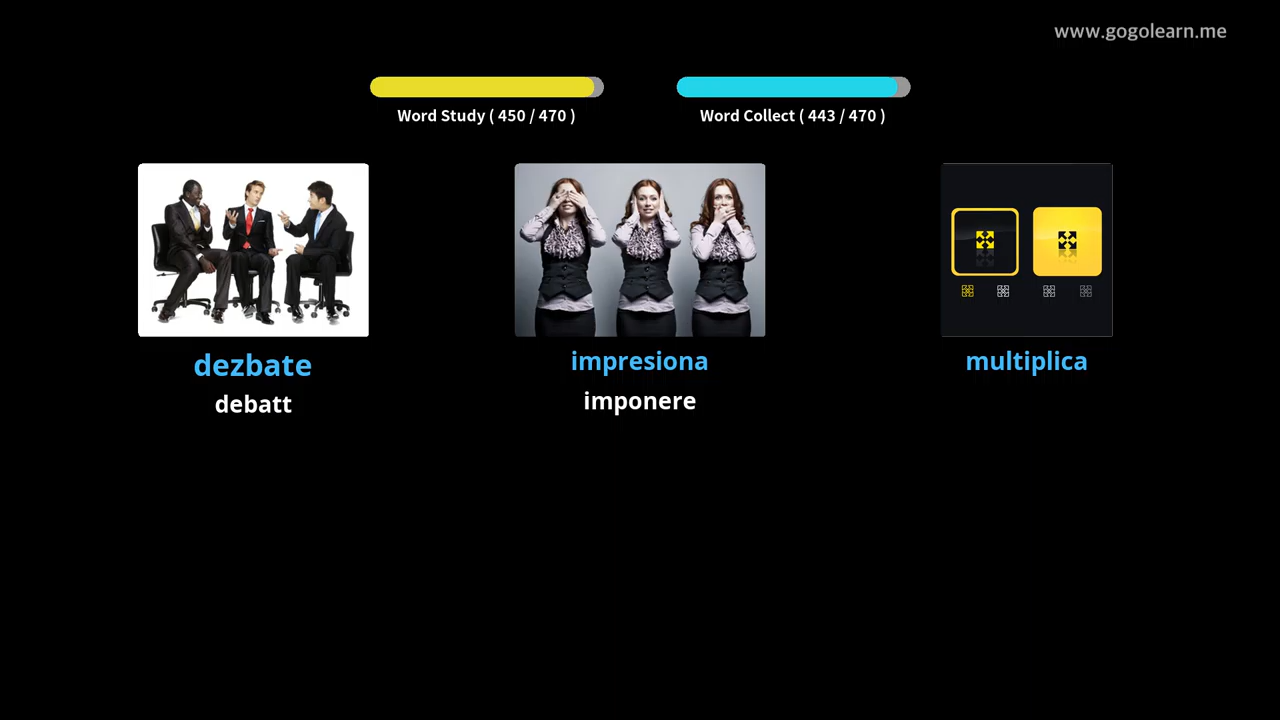 www.gogolearn.me
Word Study ( 450 / 470 )
Word Collect ( 443 / 470 )
dezbate
debatt
impresiona
imponere
multiplica